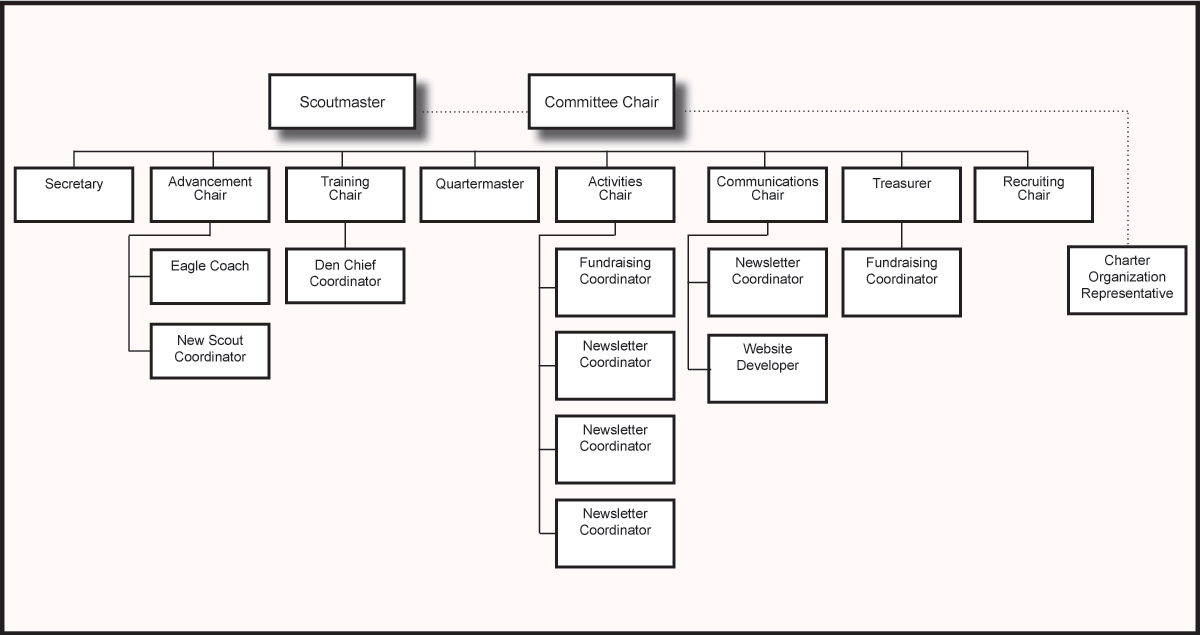 Scoutmaster
Committee Chair
Secretary
Advancement
Chair
Training
Chair
Quartermaster
Activities
Chair
Communications
Chair
Treasurer
Recruiting
Chair
Eagle Coach
New Scout
Coordinator
Den Chief
Coordinator
Fundraising
Coordinator
Newsletter
Coordinator
Newsletter
Coordinator
Newsletter
Coordinator
Newsletter
Coordinator
Website
Developer
Fundraising
Coordinator
Charter
Organization
Representative